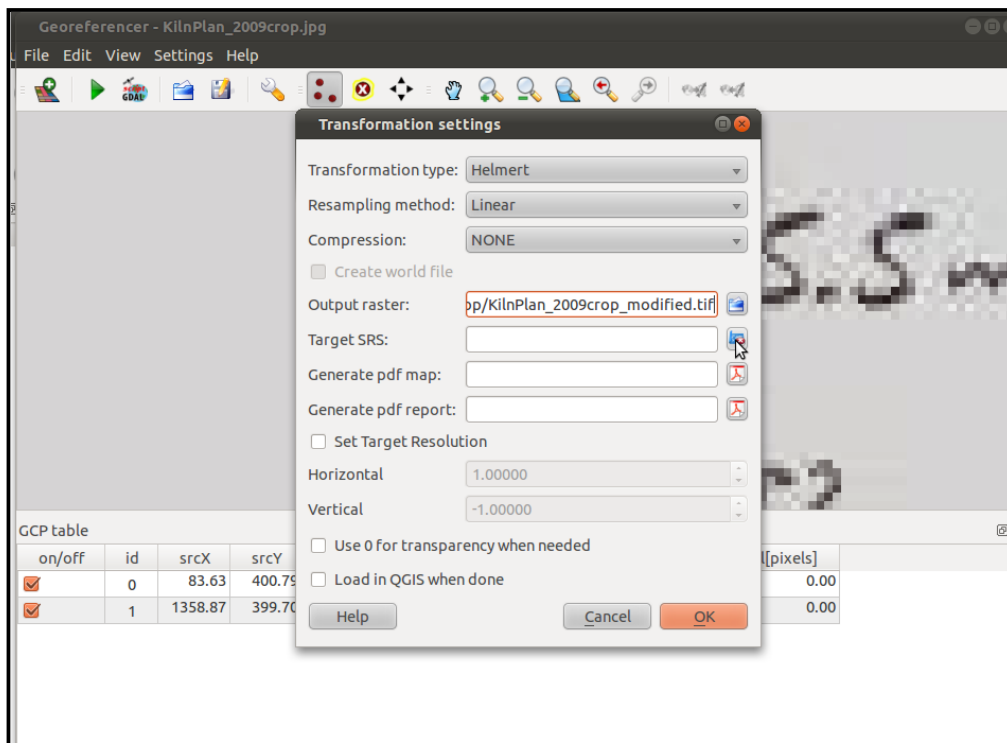 Georeferencer - KilnPlan_2009crop.jpg
File Edit View Settings Help
GDAL
Transformation settings
Transformation type: Helmert
Resampling method: Linear
Compression: NONE
Create world file
Output raster: op/KilnPlan_2009crop_modified.tif
Target SRS:
Generate pdf map:
Generate pdf report:
Set Target Resolution
Horizontal 1.00000
Vertical -1.00000
Use 0 for transparency when needed
Load in QGIS when done
Help Cancel OK
S.S m
GCP table
on/off id srcX srcY l[pixels]
0 83.63 400.79 0.00
1 1358.87 399.70 0.00